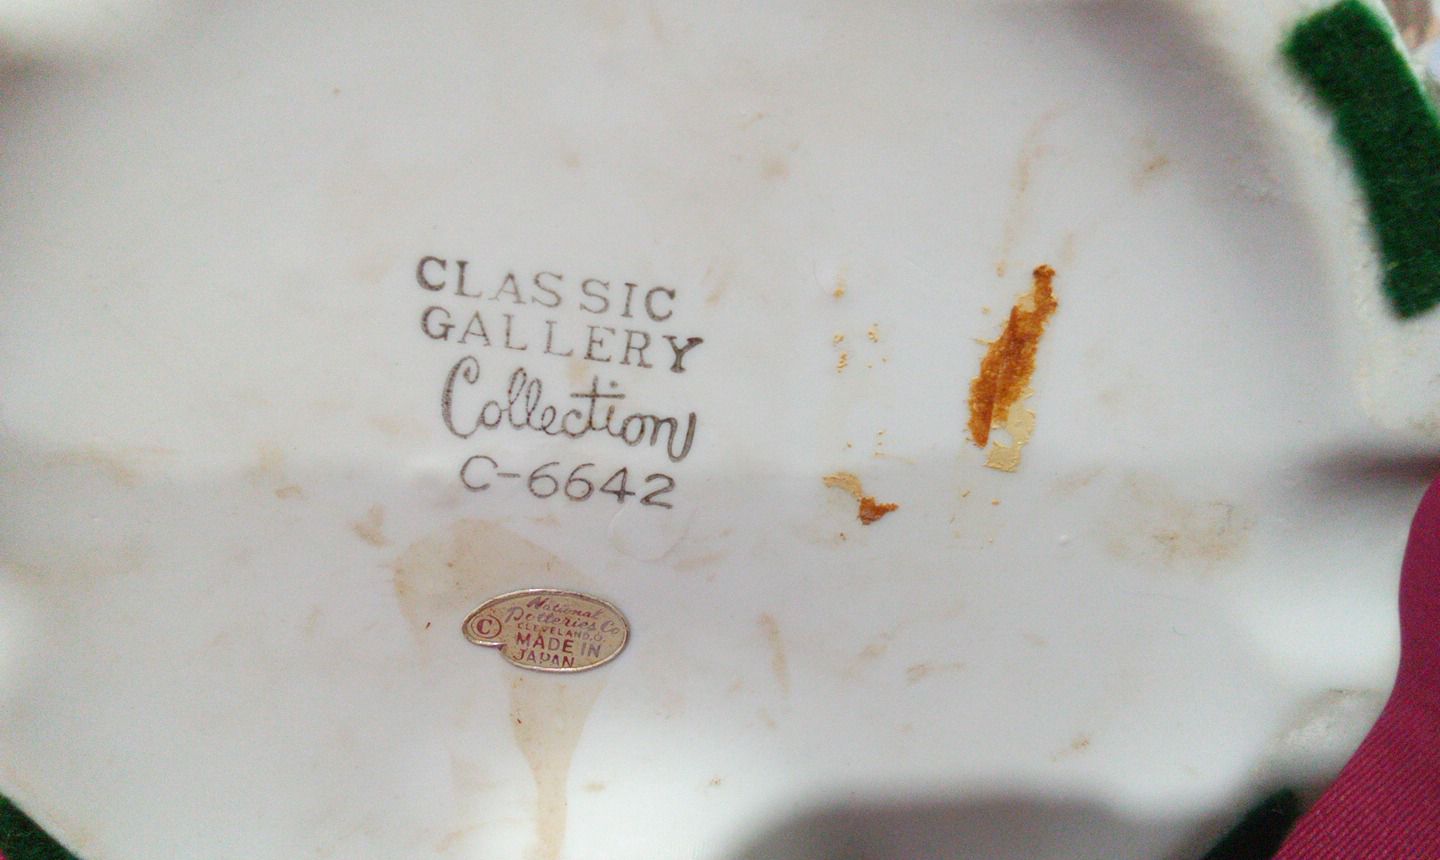 CLASSIC
GALLERY
Collection
C-6642
National
Potteries Co
© CLEVELAND, O.
MADE IN
JAPAN